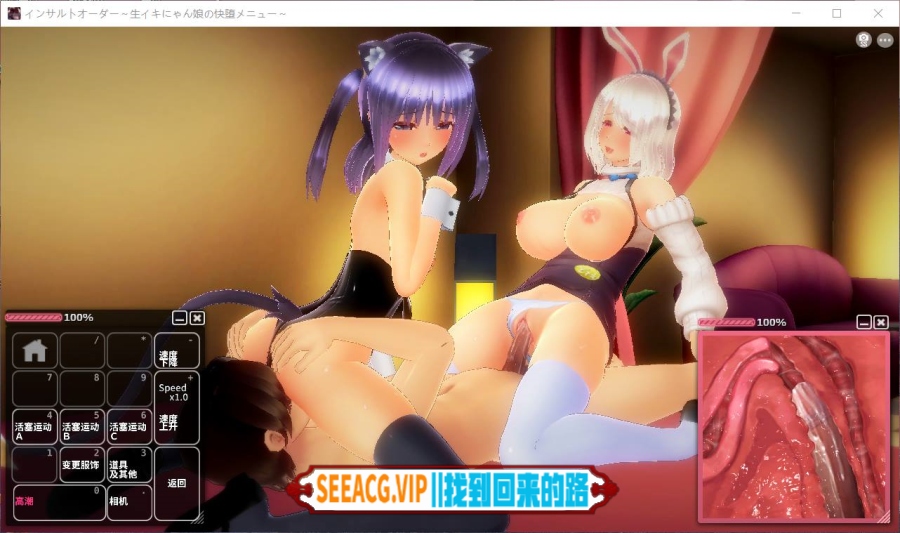 インサルトオーダー～生イキにゃん娘の快堕メニュー～
100%
/
*
-
速度
下降
7
8
9
+
Speed
x1.0
速度
上升
4
活塞运动
A
5
活塞运动
B
6
活塞运动
C
1
2
变更服饰
3
道具
及其他
返回
0
高潮
.
相机
100%
SEEACG.VIP||找到回来的路